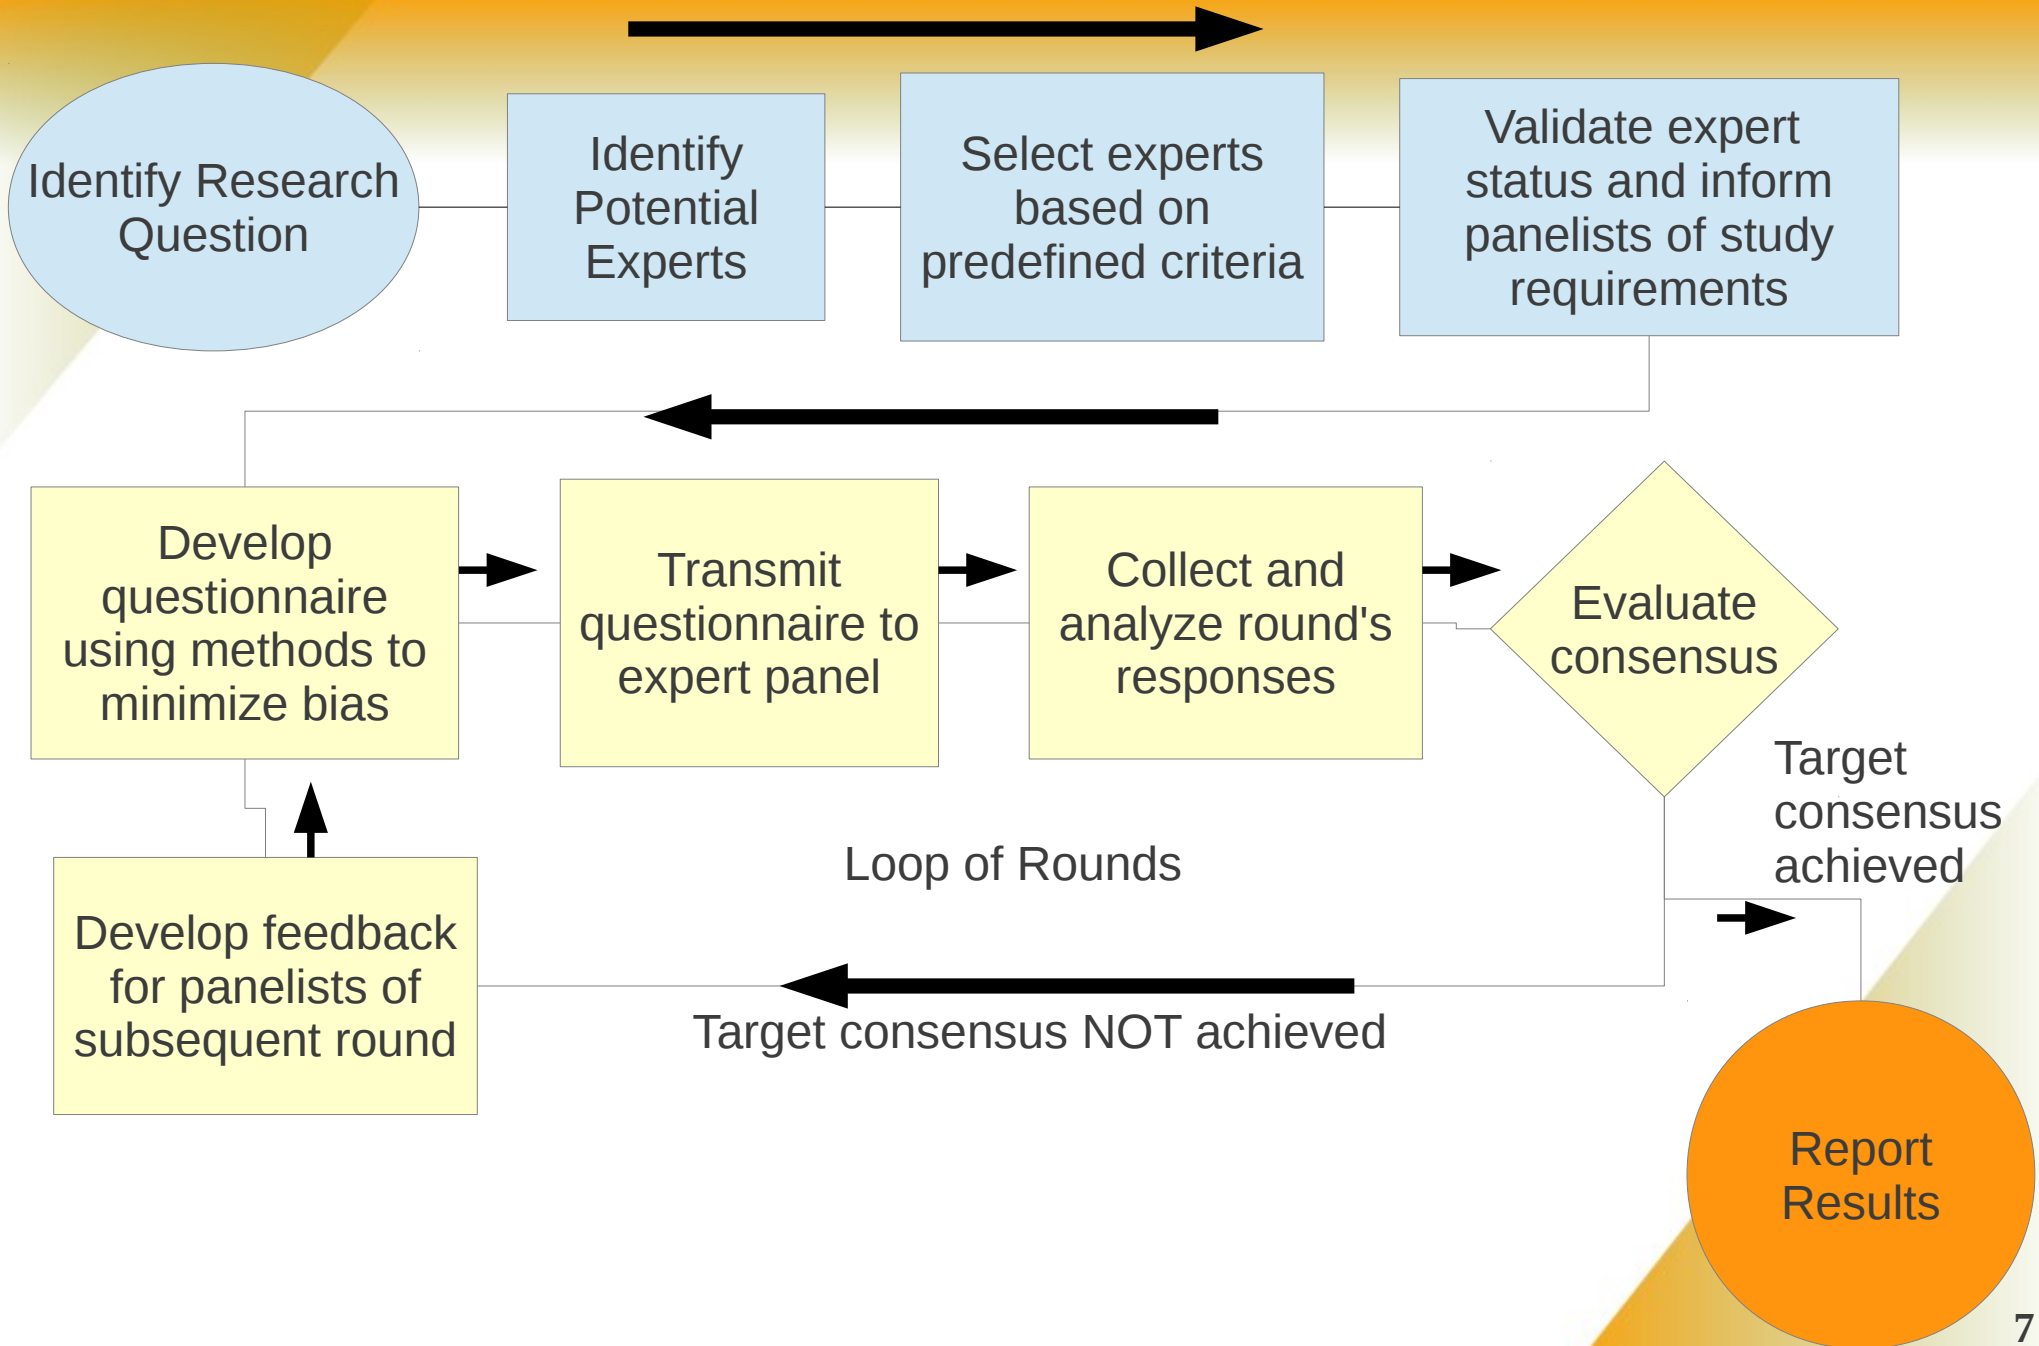 Identify Research
Question
Identify
Potential
Experts
Select experts
based on
predefined criteria
Validate expert
status and inform
panelists of study
requirements
Develop
questionnaire
using methods to
minimize bias
Transmit
questionnaire to
expert panel
Collect and
analyze round's
responses
Evaluate
consensus
Target
consensus
achieved
Loop of Rounds
Develop feedback
for panelists of
subsequent round
Target consensus NOT achieved
Report
Results
7